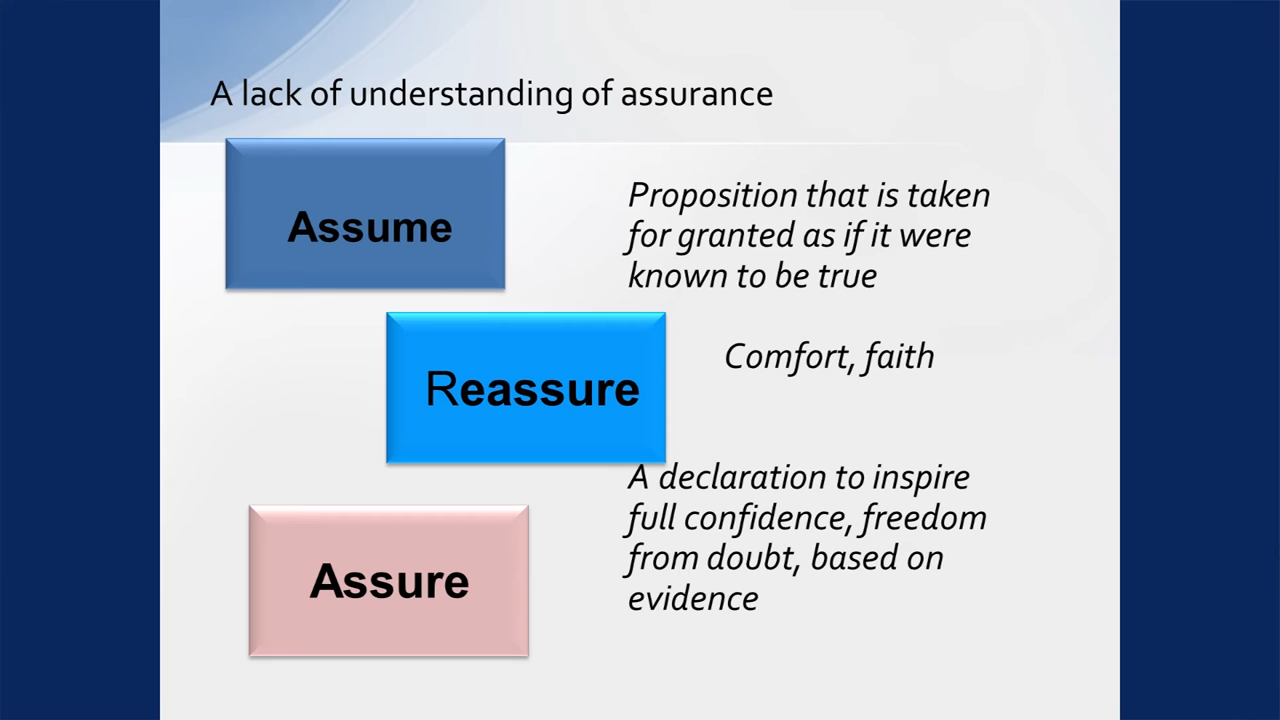 A lack of understanding of assurance
Assume
Proposition that is taken
for granted as if it were
known to be true
Reassure
Comfort, faith
Assure
A declaration to inspire
full confidence, freedom
from doubt, based on
evidence